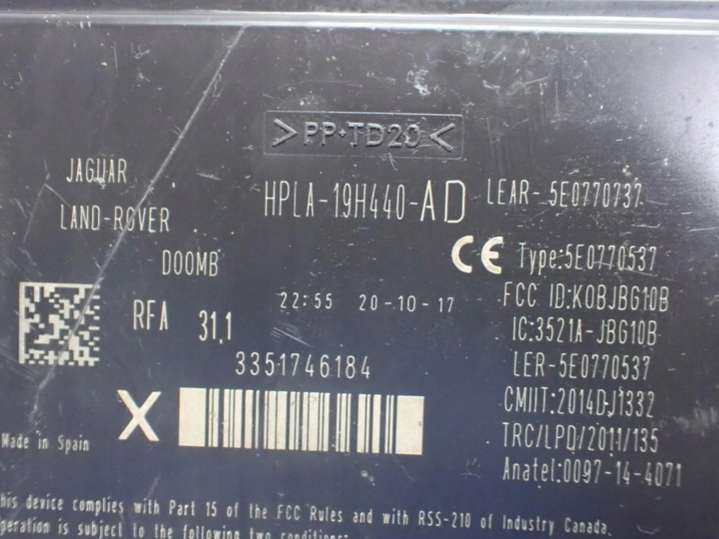 >PP+TD20<
JAGUAR
LAND-ROVER
HPLA-19H440-AD
LEAR-5E0770737
D00MB
CE Type:5E0770537
FCC ID:KOBJBG10B
RFA 31,1
22:55 20-10-17
IC:3521A-JBG10B
3351746184
LER-5E0770537
X
CMIIT:2014DJ1332
TRC/LPD/2011/135
Made in Spain
Anatel:0097-14-4071
his device complies with Part 15 of the FCC Rules and with RSS-210 of Industry Canada.
peration is subject to the following two conditions: